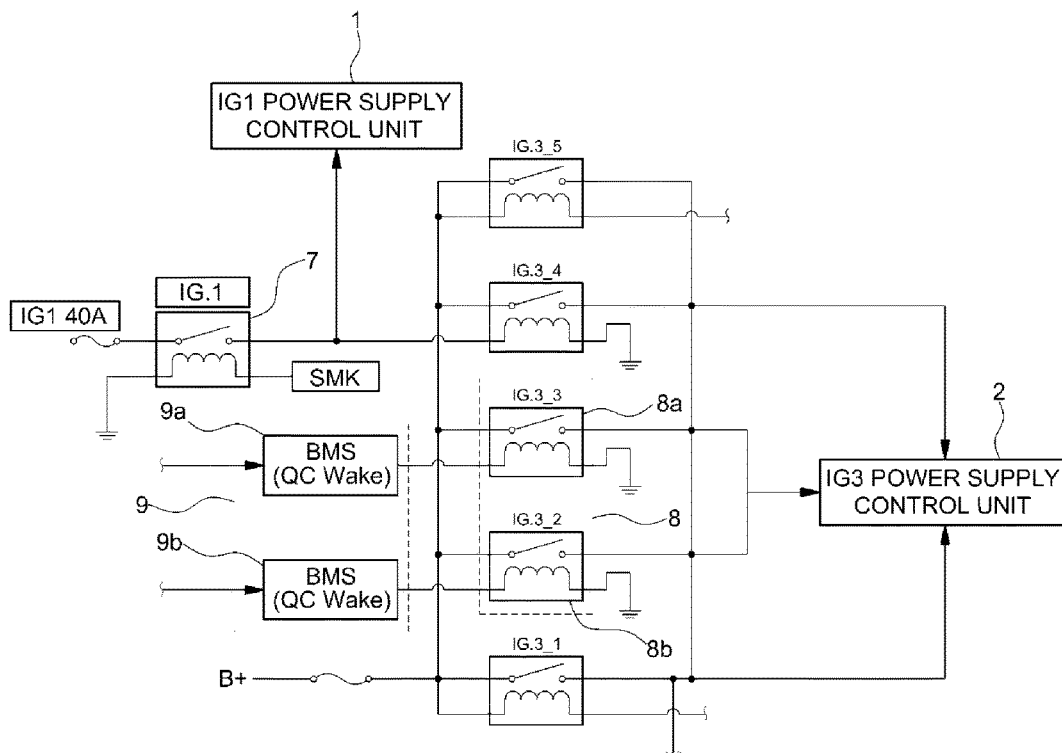 1
IG1 POWER SUPPLY
CONTROL UNIT
IG.3_5
7
IG.3_4
IG.1
IG1 40A
SMK
9a
IG.3_3
8a
2
BMS
(QC Wake)
IG3 POWER SUPPLY
CONTROL UNIT
9
IG.3_2
8
9b
BMS
(QC Wake)
8b
IG.3_1
B+